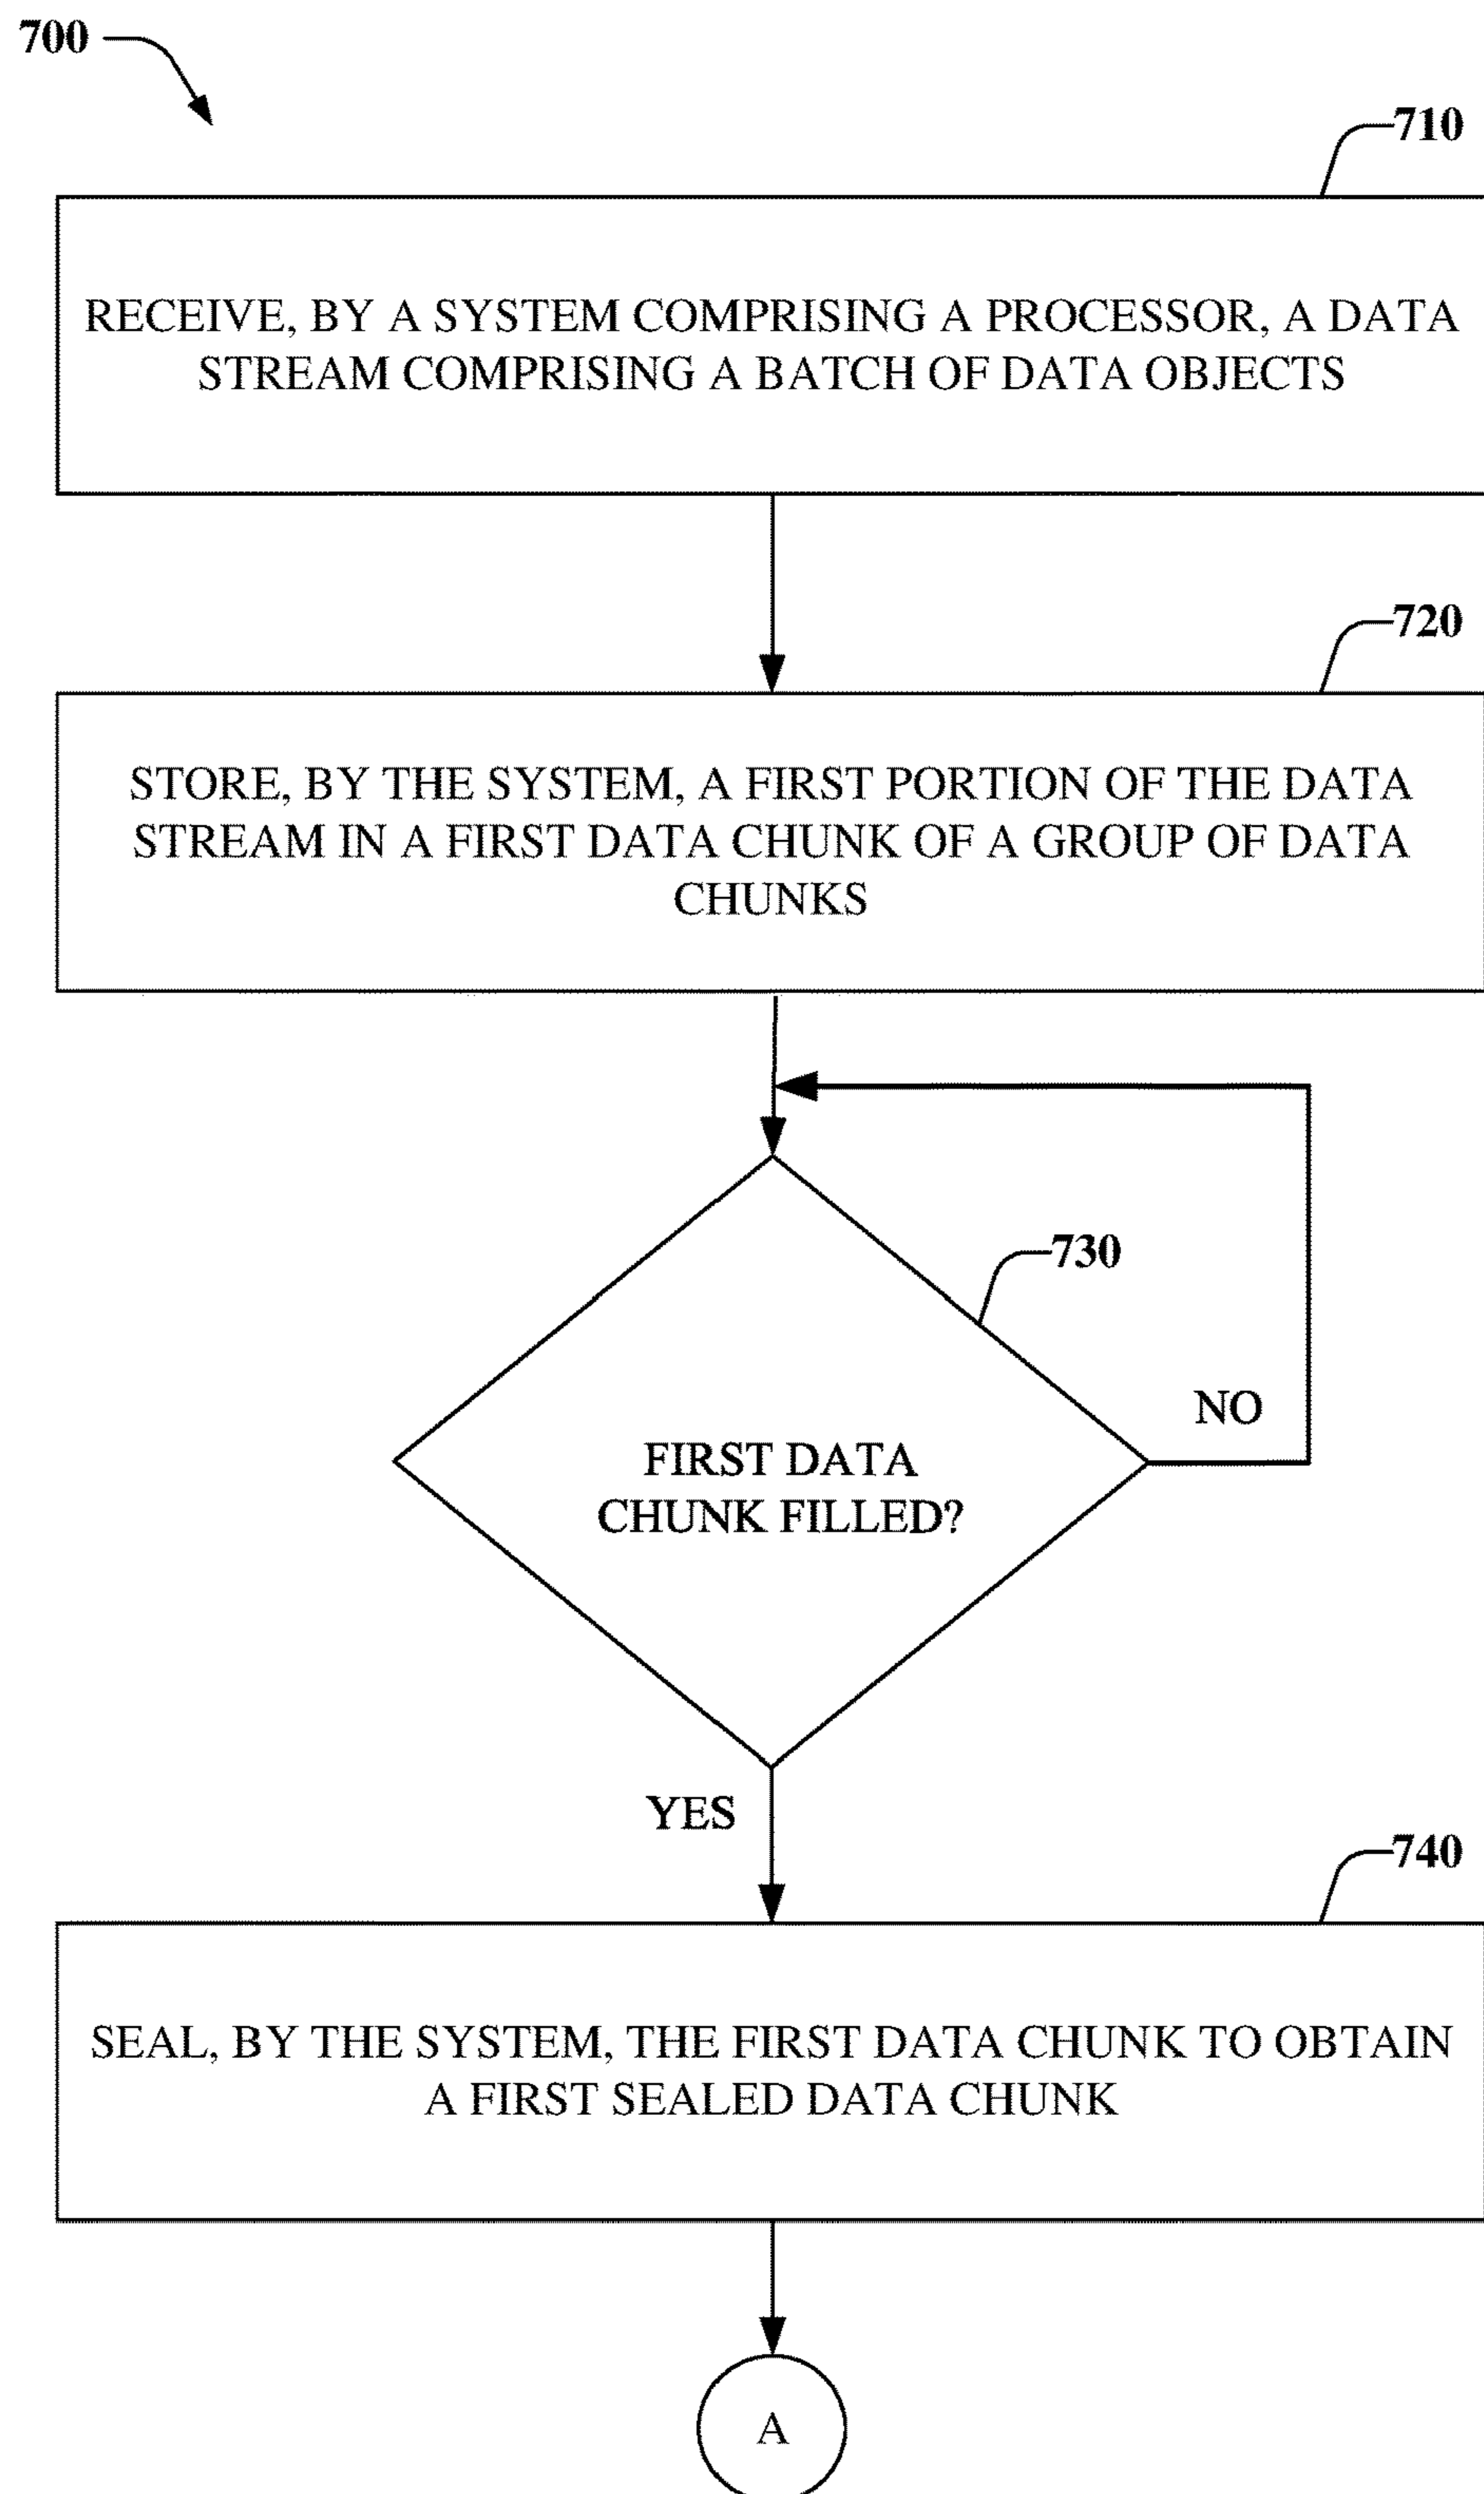 700
710
RECEIVE, BY A SYSTEM COMPRISING A PROCESSOR, A DATA
STREAM COMPRISING A BATCH OF DATA OBJECTS
720
STORE, BY THE SYSTEM, A FIRST PORTION OF THE DATA
STREAM IN A FIRST DATA CHUNK OF A GROUP OF DATA
CHUNKS
730
NO
FIRST DATA
CHUNK FILLED?
YES
740
SEAL, BY THE SYSTEM, THE FIRST DATA CHUNK TO OBTAIN
A FIRST SEALED DATA CHUNK
A